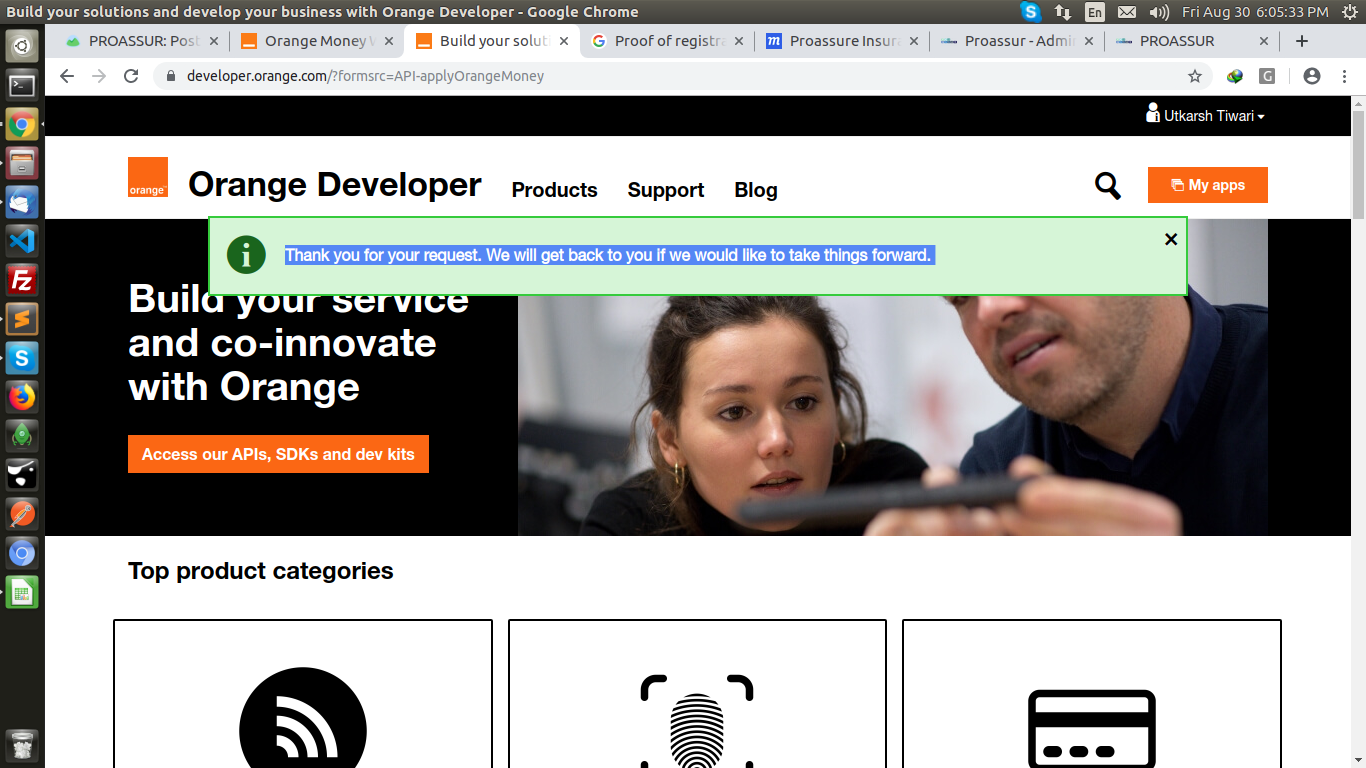 Build your solutions and develop your business with Orange Developer - Google Chrome
En
Fri Aug 30 6:05:33 PM
PROASSUR: Post
Orange Money W
Build your soluti
Proof of registra
Proassure Insur
Proassur - Admi
PROASSUR
developer.orange.com/?formsrc=API-applyOrangeMoney
Utkarsh Tiwari
orange™
Orange Developer
Products
Support
Blog
My apps
Thank you for your request. We will get back to you if we would like to take things forward.
Build your service
and co-innovate
with Orange
Access our APIs, SDKs and dev kits
Top product categories